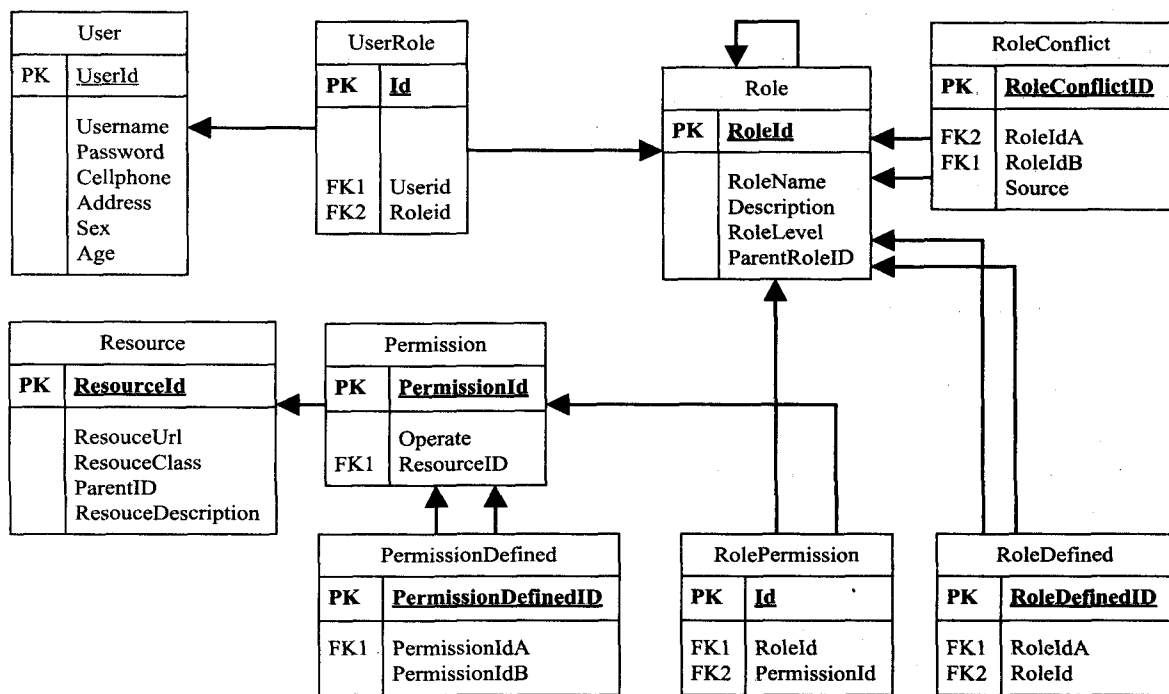 User
PK UserId
Username
Password
Cellphone
Address
Sex
Age
UserRole
PK Id
FK1 Userid
FK2 Roleid
Role
PK RoleId
RoleName
Description
RoleLevel
ParentRoleID
RoleConflict
PK RoleConflictID
FK2 RoleIdA
FK1 RoleIdB
Source
Resource
PK ResourceId
ResouceUrl
ResouceClass
ParentID
ResouceDescription
Permission
PK PermissionId
Operate
FK1 ResourceID
PermissionDefined
PK PermissionDefinedID
FK1 PermissionIdA
PermissionIdB
RolePermission
PK Id
FK1 RoleId
FK2 PermissionId
RoleDefined
PK RoleDefinedID
FK1 RoleIdA
FK2 RoleId